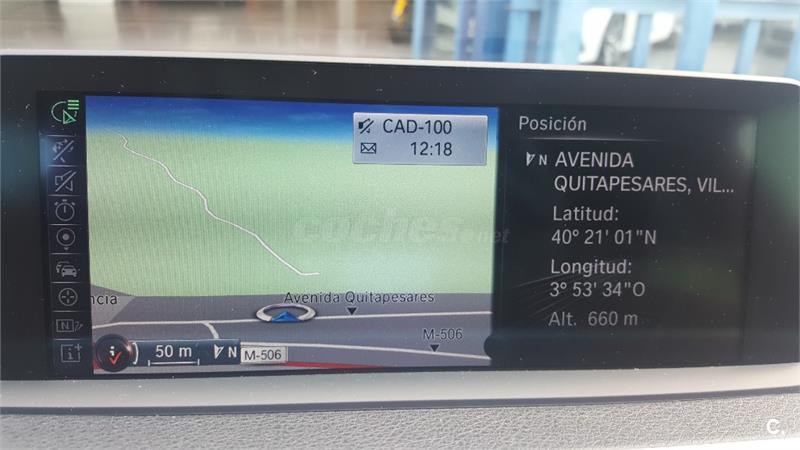 CAD-100
12:18
Posición
N AVENIDA
QUITAPESARES, VIL...
Latitud:
40° 21' 01"N
Longitud:
3° 53' 34"O
Alt. 660 m
coches.net
ncia
Avenida Quitapesares
M-506
50 m
N
M-506
N
i
C.